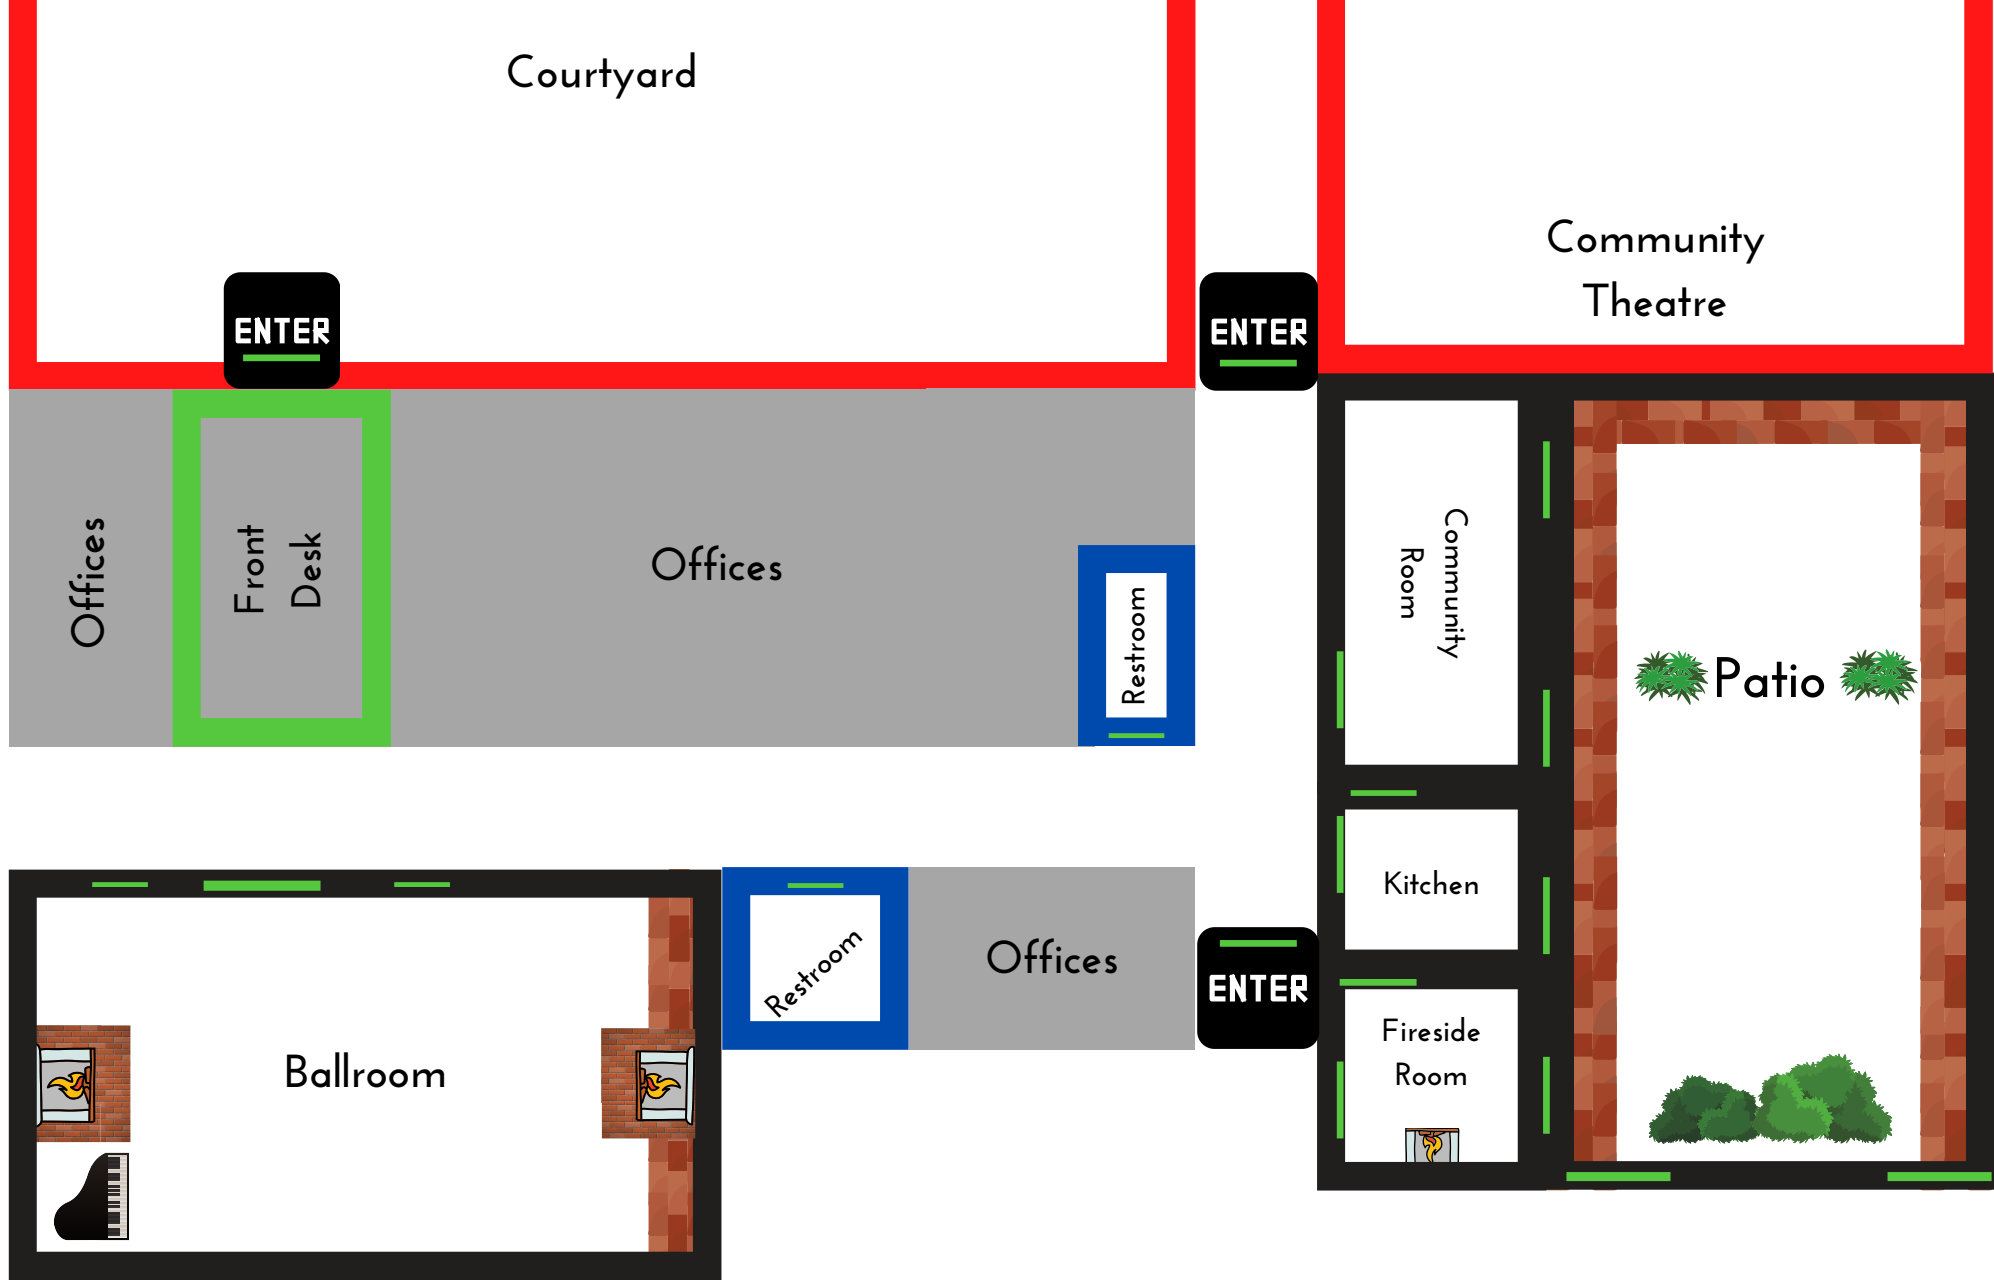 Courtyard
Community
Theatre
ENTER
ENTER
Offices
Front
Desk
Offices
Restroom
Community
Room
Patio
Kitchen
Restroom
Offices
ENTER
Fireside
Room
Ballroom